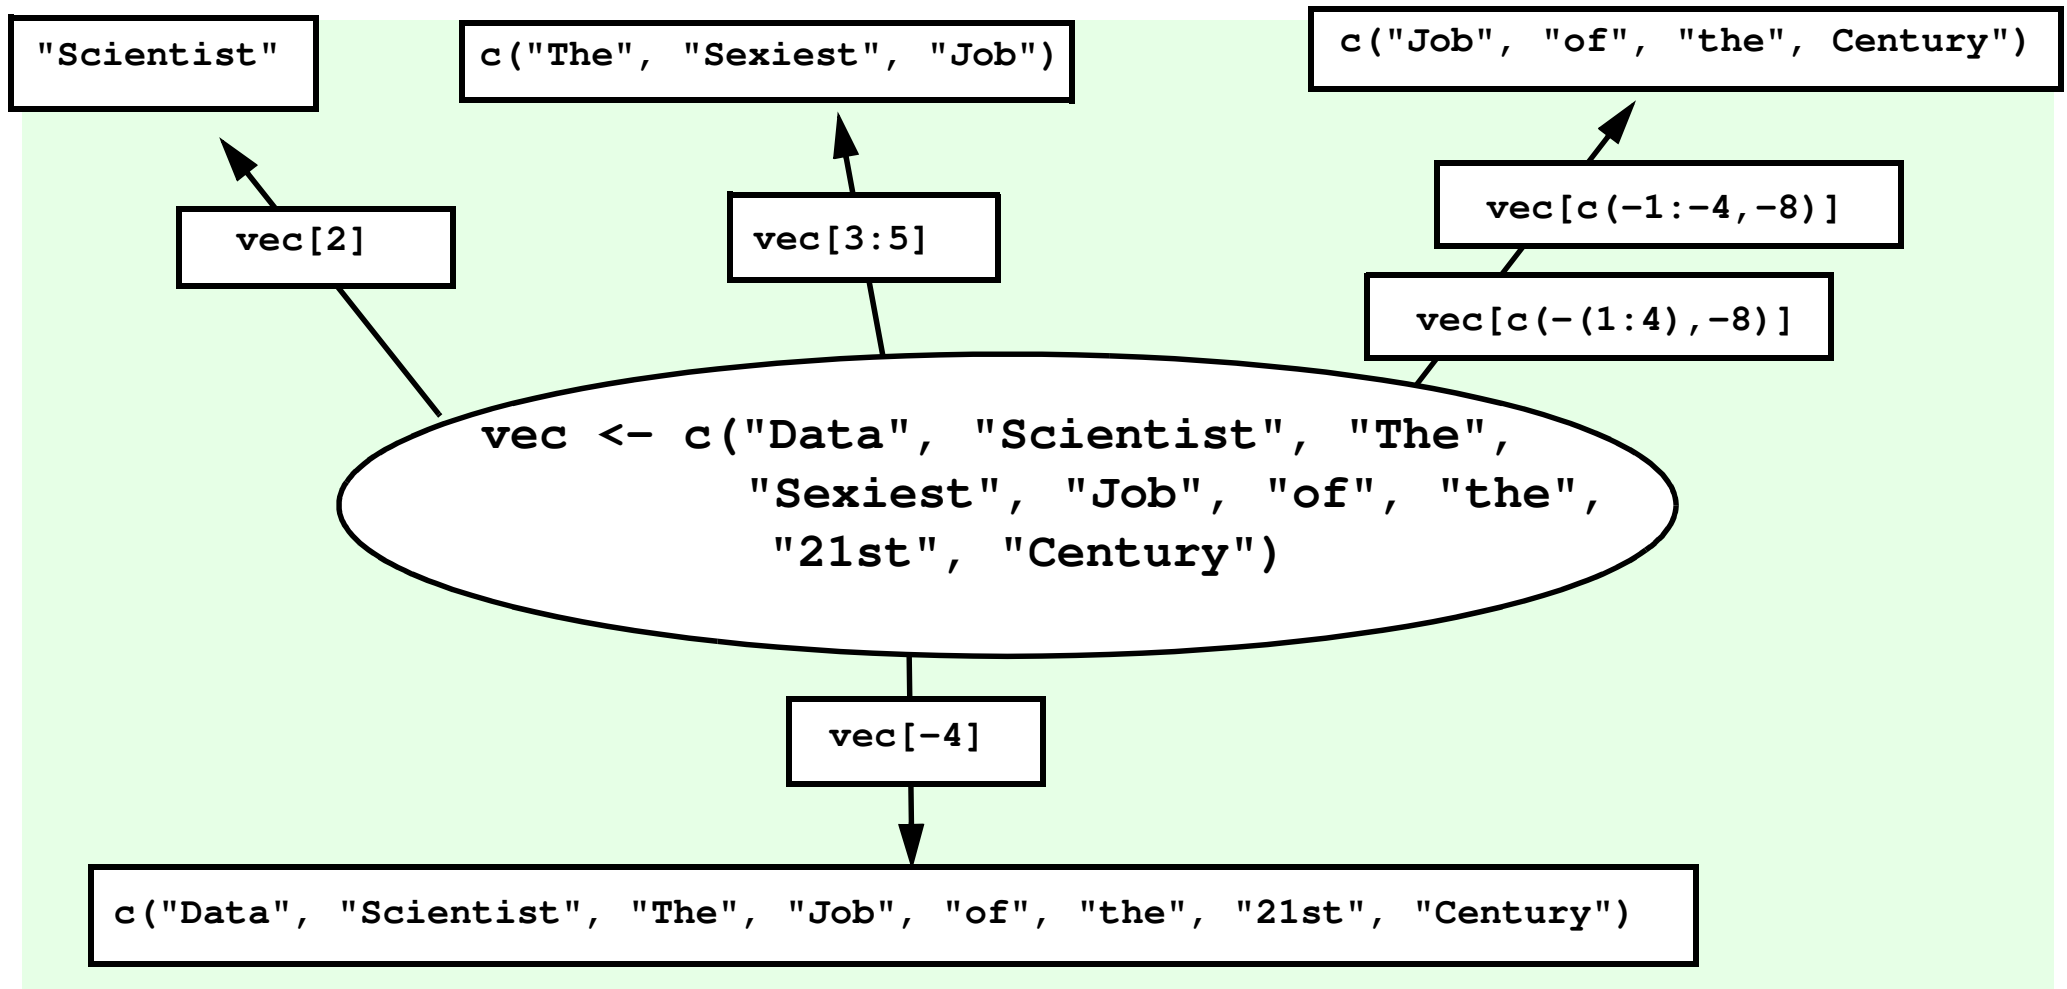 "Scientist"
c("The", "Sexiest", "Job")
c("Job", "of", "the", Century")
vec[2]
vec[3:5]
vec[c(-1:-4,-8)]
vec[c(-(1:4),-8)]
vec <- c("Data", "Scientist", "The",
"Sexiest", "Job", "of", "the",
"21st", "Century")
vec[-4]
c("Data", "Scientist", "The", "Job", "of", "the", "21st", "Century")